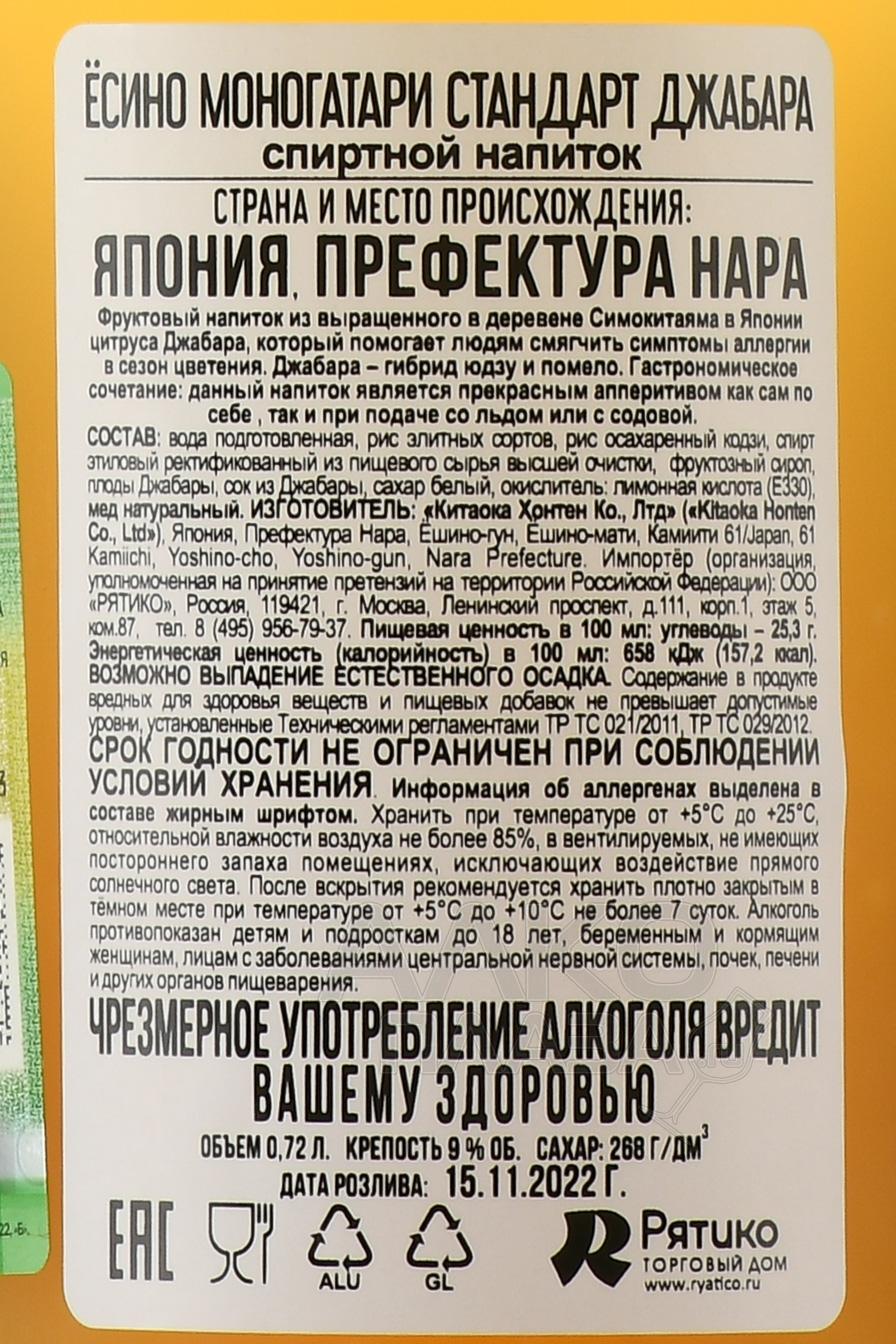 ЁСИНО МОНОГАТАРИ СТАНДАРТ ДЖАБАРА
спиртной напиток
СТРАНА И МЕСТО ПРОИСХОЖДЕНИЯ:
ЯПОНИЯ, ПРЕФЕКТУРА НАРА
Фруктовый напиток из выращенного в деревене Симокитаяма в Японии
цитруса Джабара, который помогает людям смягчить симптомы аллергии
в сезон цветения. Джабара – гибрид юдзу и помело. Гастрономическое
сочетание: данный напиток является прекрасным апперитивом как сам по
себе , так и при подаче со льдом или с содовой.
СОСТАВ: вода подготовленная, рис элитных сортов, рис осахаренный кодзи, спирт
этиловый ректификованный из пищевого сырья высшей очистки, фруктозный сироп,
плоды Джабары, сок из Джабары, сахар белый, окислитель: лимонная кислота (Е330),
мед натуральный. ИЗГОТОВИТЕЛЬ: «Китаока Хонтен Ко., Лтд» («Kitaoka Honten
Co., Ltd»), Япония, Префектура Нара, Ёшино-гун, Ёшино-мати, Камиити 61/Japan, 61
Kamiichi, Yoshino-cho, Yoshino-gun, Nara Prefecture. Импортёр (организация,
уполномоченная на принятие претензий на территории Российской Федерации): ООО
«РЯТИКО», Россия, 119421, г. Москва, Ленинский проспект, д.111, корп.1, этаж 5,
ком.87, тел. 8 (495) 956-79-37. Пищевая ценность в 100 мл: углеводы – 25,3 г.
Энергетическая ценность (калорийность) в 100 мл: 658 кДж (157,2 ккал).
ВОЗМОЖНО ВЫПАДЕНИЕ ЕСТЕСТВЕННОГО ОСАДКА. Содержание в продукте
вредных для здоровья веществ и пищевых добавок не превышает допустимые
уровни, установленные Техническими регламентами ТР ТС 021/2011, ТР ТС 029/2012.
СРОК ГОДНОСТИ НЕ ОГРАНИЧЕН ПРИ СОБЛЮДЕНИИ
УСЛОВИЙ ХРАНЕНИЯ. Информация об аллергенах выделена в
составе жирным шрифтом. Хранить при температуре от +5°С до +25°С,
относительной влажности воздуха не более 85%, в вентилируемых, не имеющих
постороннего запаха помещениях, исключающих воздействие прямого
солнечного света. После вскрытия рекомендуется хранить плотно закрытым в
тёмном месте при температуре от +5°С до +10°С не более 7 суток. Алкоголь
противопоказан детям и подросткам до 18 лет, беременным и кормящим
женщинам, лицам с заболеваниями центральной нервной системы, почек, печени
и других органов пищеварения.
ЧРЕЗМЕРНОЕ УПОТРЕБЛЕНИЕ АЛКОГОЛЯ ВРЕДИТ
ВАШЕМУ ЗДОРОВЬЮ
ОБЪЕМ 0,72 Л. КРЕПОСТЬ 9 % ОБ. САХАР: 268 Г/ДМ³
ДАТА РОЗЛИВА: 15.11.2022 Г.
EAC
ALU GL
Рятико
ТОРГОВЫЙ ДОМ
www.ryatico.ru